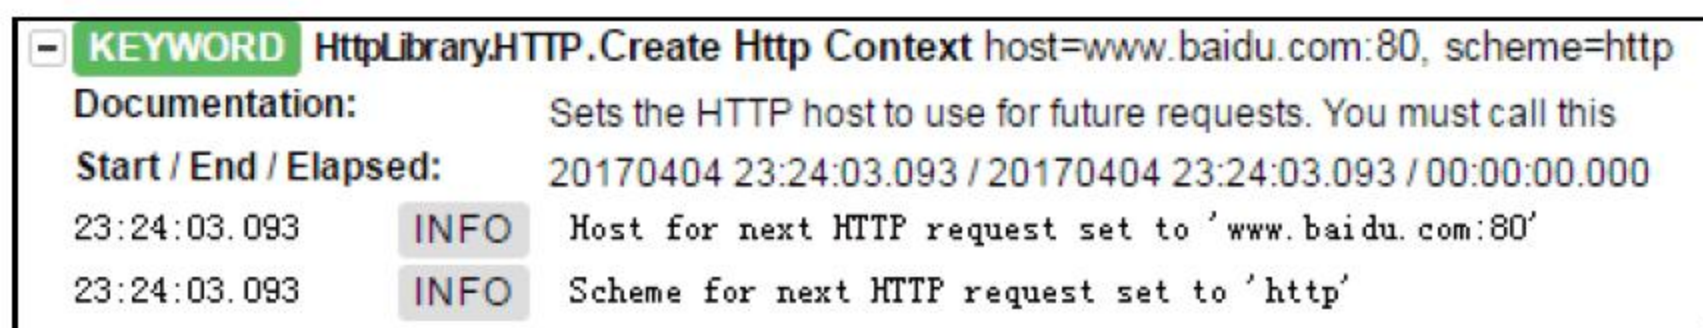 KEYWORD HttpLibrary.HTTP.Create Http Context host=www.baidu.com:80, scheme=http
Documentation: Sets the HTTP host to use for future requests. You must call this
Start / End / Elapsed: 20170404 23:24:03.093 / 20170404 23:24:03.093 / 00:00:00.000
23:24:03.093 INFO Host for next HTTP request set to 'www.baidu.com:80'
23:24:03.093 INFO Scheme for next HTTP request set to 'http'